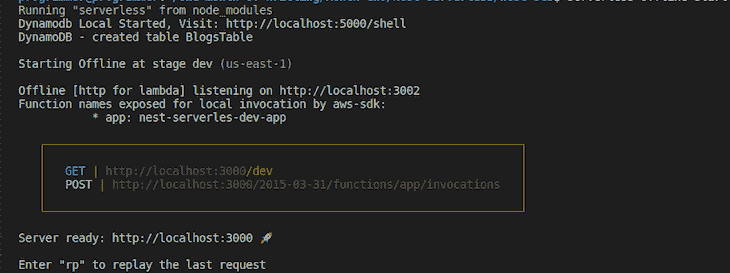 Running "serverless" from node_modules
Dynamodb Local Started, Visit: http://localhost:5000/shell
DynamoDB - created table BlogsTable
Starting Offline at stage dev (us-east-1)
Offline [http for lambda] listening on http://localhost:3002
Function names exposed for local invocation by aws-sdk:
* app: nest-serverles-dev-app
GET | http://localhost:3000/dev
POST | http://localhost:3000/2015-03-31/functions/app/invocations
Server ready: http://localhost:3000 🚀
Enter "rp" to replay the last request